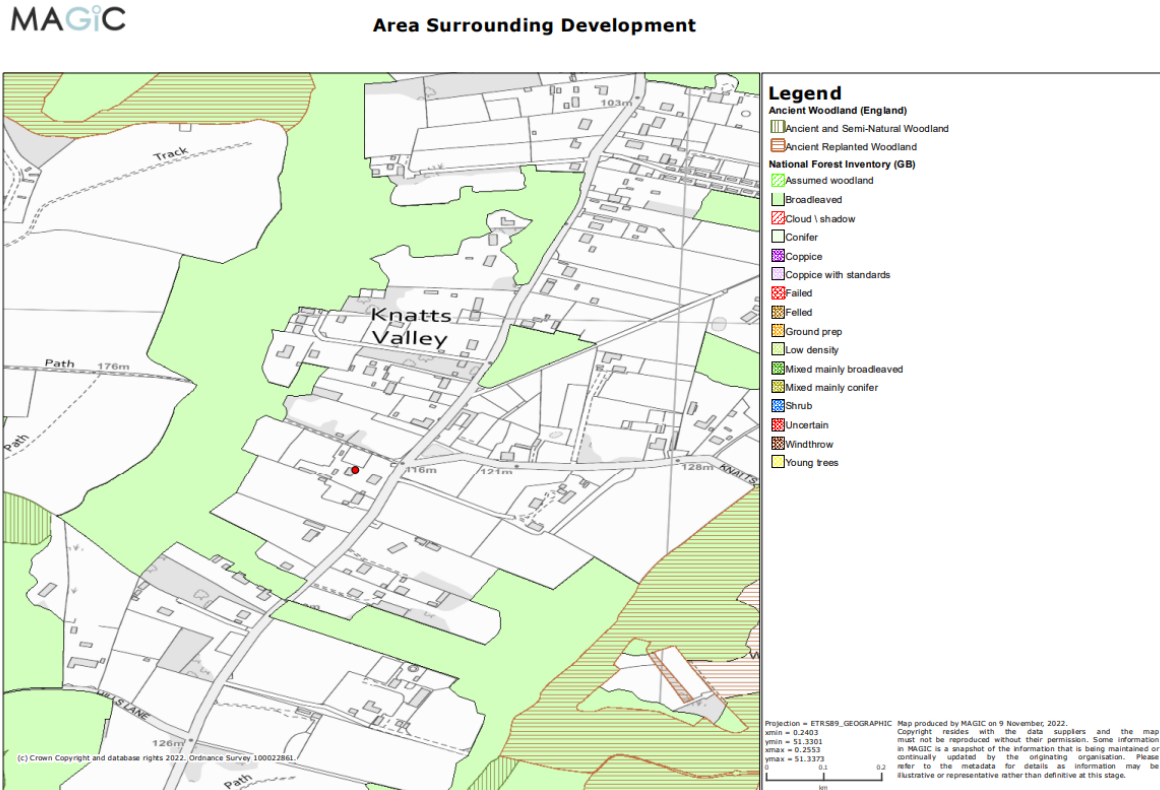 MAGiC
Area Surrounding Development
103m
Track
Knatts
Valley
Path 176m
Path
116m
121m
128m
KNATTS
HILLS LANE
126m
(c) Crown Copyright and database rights 2022. Ordnance Survey 100022861.
Path
Legend
Ancient Woodland (England)
Ancient and Semi-Natural Woodland
Ancient Replanted Woodland
National Forest Inventory (GB)
Assumed woodland
Broadleaved
Cloud \ shadow
Conifer
Coppice
Coppice with standards
Failed
Felled
Ground prep
Low density
Mixed mainly broadleaved
Mixed mainly conifer
Shrub
Uncertain
Windthrow
Young trees
Projection = ETRS89_GEOGRAPHIC
xmin = 0.2403
ymin = 51.3301
xmax = 0.2553
ymax = 51.3373
0 0.1 0.2
km
Map produced by MAGIC on 9 November, 2022.
Copyright resides with the data suppliers and the map
must not be reproduced without their permission. Some information
in MAGIC is a snapshot of the information that is being maintained or
continually updated by the originating organisation. Please
refer to the metadata for details as information may be
illustrative or representative rather than definitive at this stage.